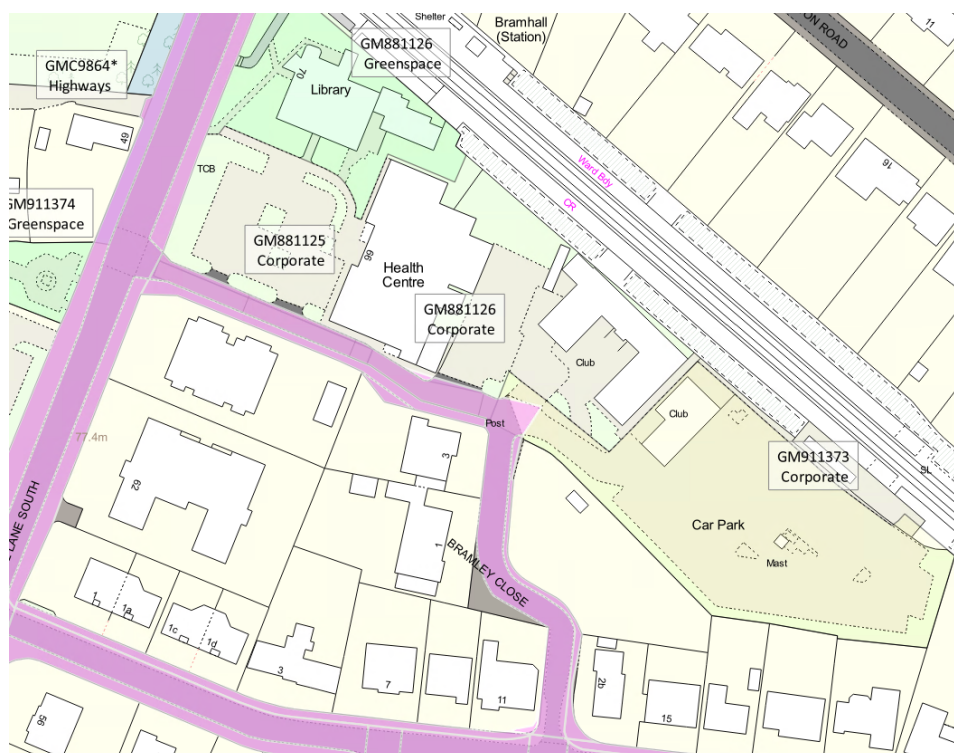 Shelter
Bramhall
(Station)
ON ROAD
11
GM881126
Greenspace
GMC9864*
Highways
70
Library
49
TCB
Ward Bdy
16
CR
GM911374
Greenspace
GM881125
Corporate
66
Health
Centre
GM881126
Corporate
Club
Club
Post
77.4m
3
GM911373
Corporate
SL
62
Car Park
LANE SOUTH
1
BRAMLEY CLOSE
Mast
1
1a
1c
1d
3
7
11
2b
15
56